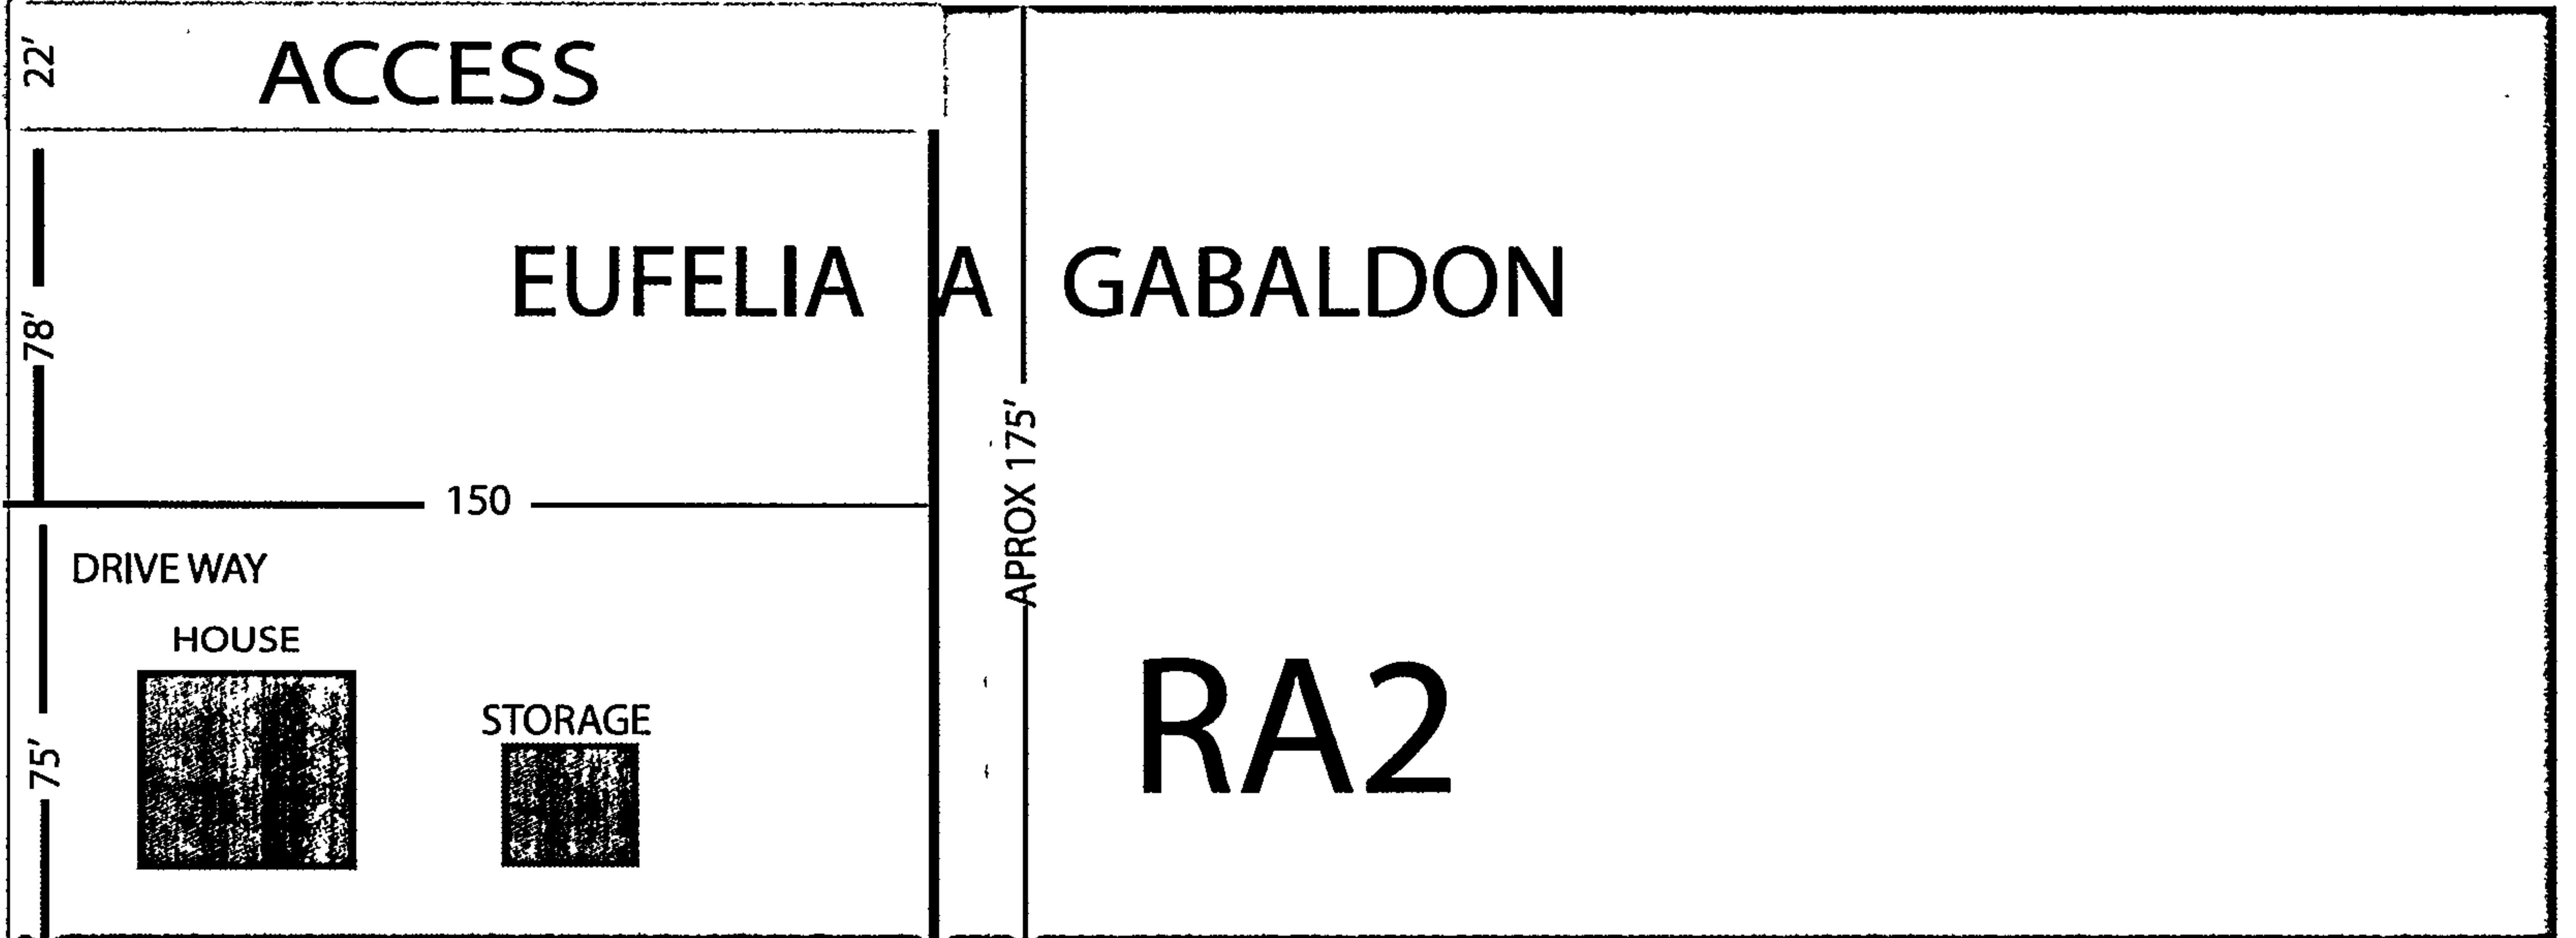 22'
ACCESS
EUFELIA A GABALDON
78'
APROX 175'
150
DRIVE WAY
HOUSE
STORAGE
75'
RA2